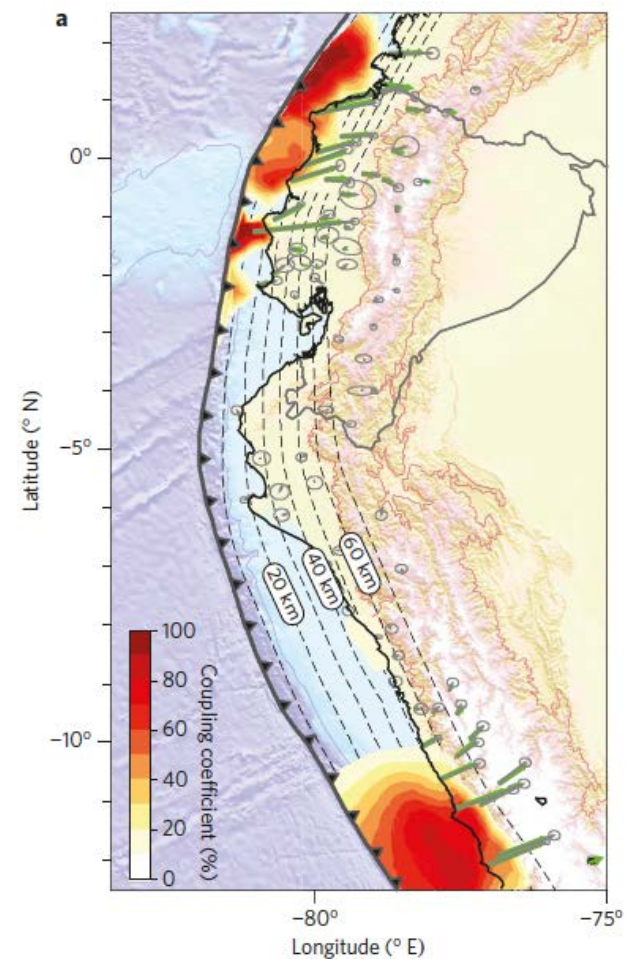 a
0°
−5°
−10°
Latitude (° N)
20 km
40 km
60 km
100
80
60
40
20
0
Coupling coefficient (%)
−80°
−75°
Longitude (° E)